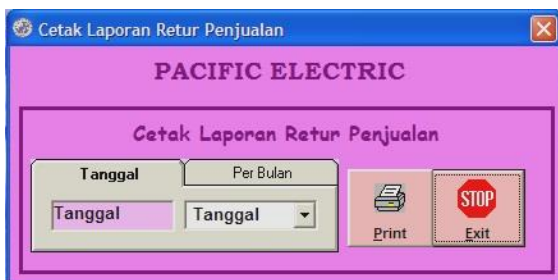 Cetak Laporan Retur Penjualan
PACIFIC ELECTRIC
Cetak Laporan Retur Penjualan
Tanggal Per Bulan
Tanggal Tanggal
STOP
Print Exit